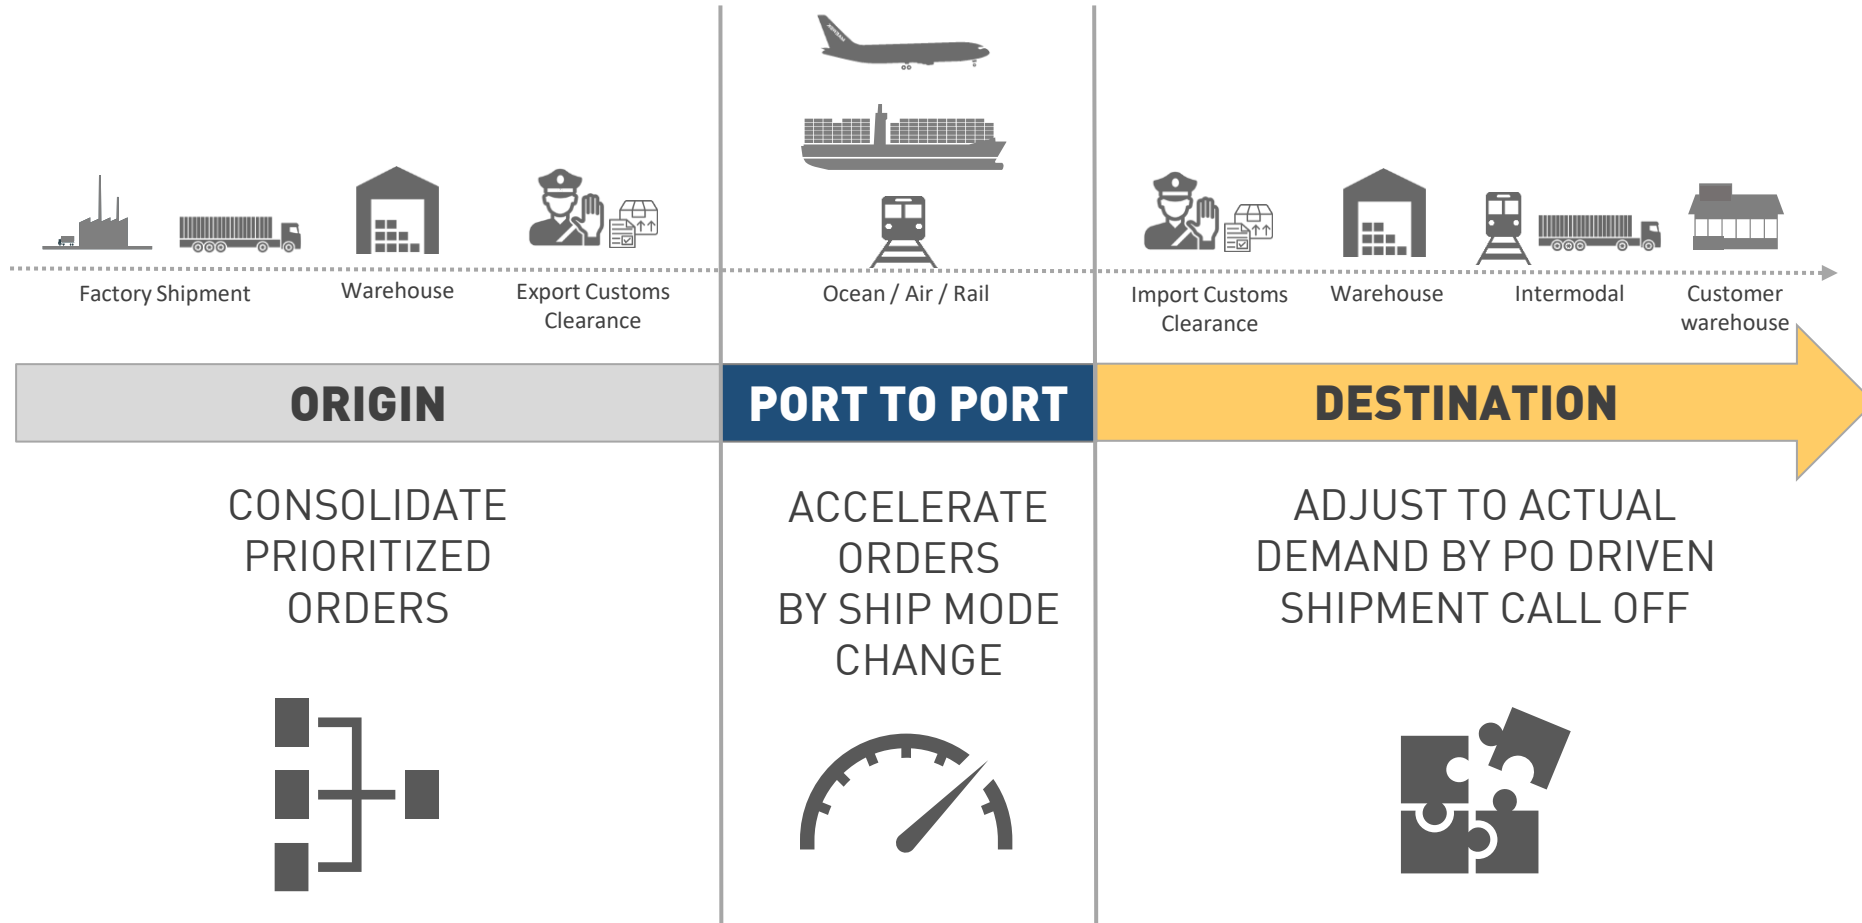 Factory Shipment
Warehouse
Export Customs
Clearance
Ocean / Air / Rail
Import Customs
Clearance
Warehouse
Intermodal
Customer
warehouse
ORIGIN
PORT TO PORT
DESTINATION
CONSOLIDATE
PRIORITIZED
ORDERS
ACCELERATE
ORDERS
BY SHIP MODE
CHANGE
ADJUST TO ACTUAL
DEMAND BY PO DRIVEN
SHIPMENT CALL OFF